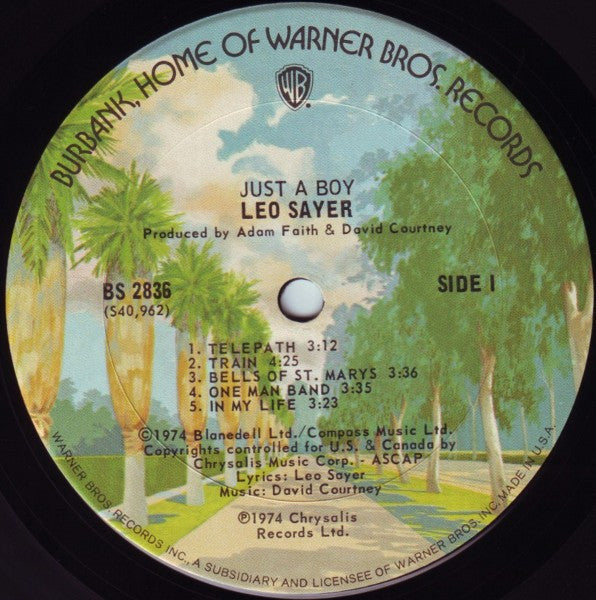 BURBANK, HOME OF WARNER BROS. RECORDS
WB
JUST A BOY
LEO SAYER
Produced by Adam Faith & David Courtney
BS 2836
(S40,962)
SIDE 1
1. TELEPATH 3:12
2. TRAIN 4:25
3. BELLS OF ST. MARYS 3:36
4. ONE MAN BAND 3:35
5. IN MY LIFE 3:23
©1974 Blanedell Ltd./Compass Music Ltd.
Copyrights controlled for U.S. & Canada by
Chrysalis Music Corp. - ASCAP
Lyrics: Leo Sayer
Music: David Courtney
℗1974 Chrysalis
Records Ltd.
WARNER BROS. RECORDS INC., A SUBSIDIARY AND LICENSEE OF WARNER BROS. INC. MADE IN U.S.A.